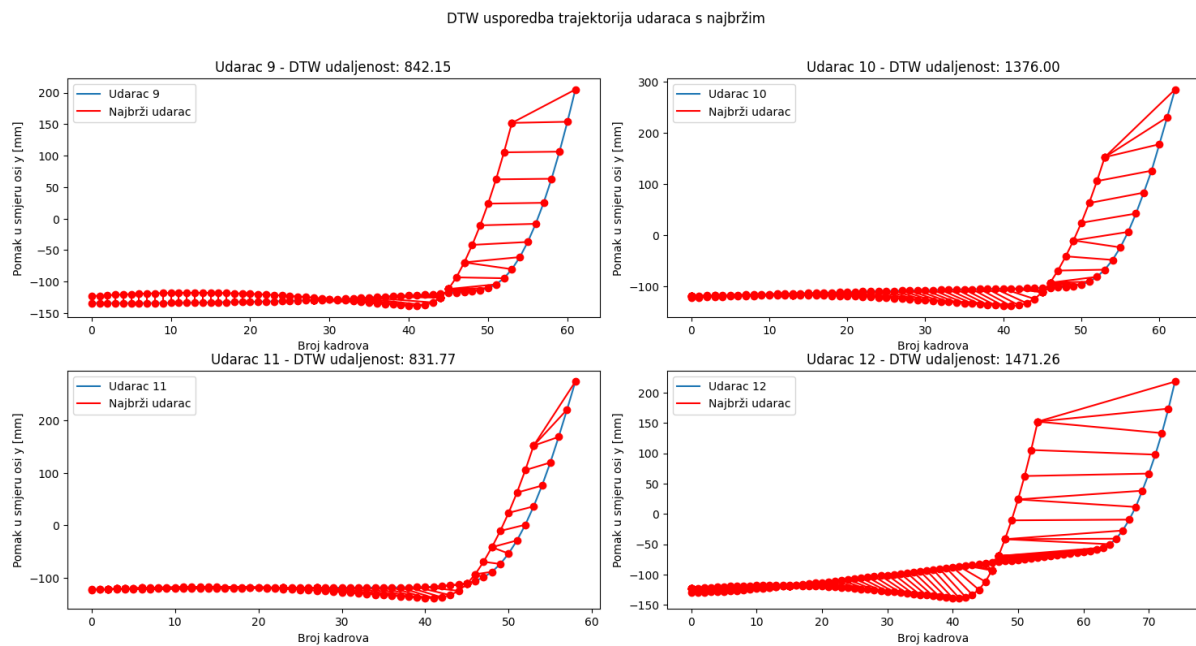 DTW usporedba trajektorija udaraca s najbržim
Udarac 9 - DTW udaljenost: 842.15
Pomak u smjeru osi y [mm]
200
150
100
50
0
−50
−100
−150
Udarac 9
Najbrži udarac
0 10 20 30 40 50 60
Broj kadrova
Udarac 10 - DTW udaljenost: 1376.00
Pomak u smjeru osi y [mm]
300
200
100
0
−100
Udarac 10
Najbrži udarac
0 10 20 30 40 50 60
Broj kadrova
Udarac 11 - DTW udaljenost: 831.77
Pomak u smjeru osi y [mm]
200
100
0
−100
Udarac 11
Najbrži udarac
0 10 20 30 40 50 60
Broj kadrova
Udarac 12 - DTW udaljenost: 1471.26
Pomak u smjeru osi y [mm]
200
150
100
50
0
−50
−100
−150
Udarac 12
Najbrži udarac
0 10 20 30 40 50 60 70
Broj kadrova